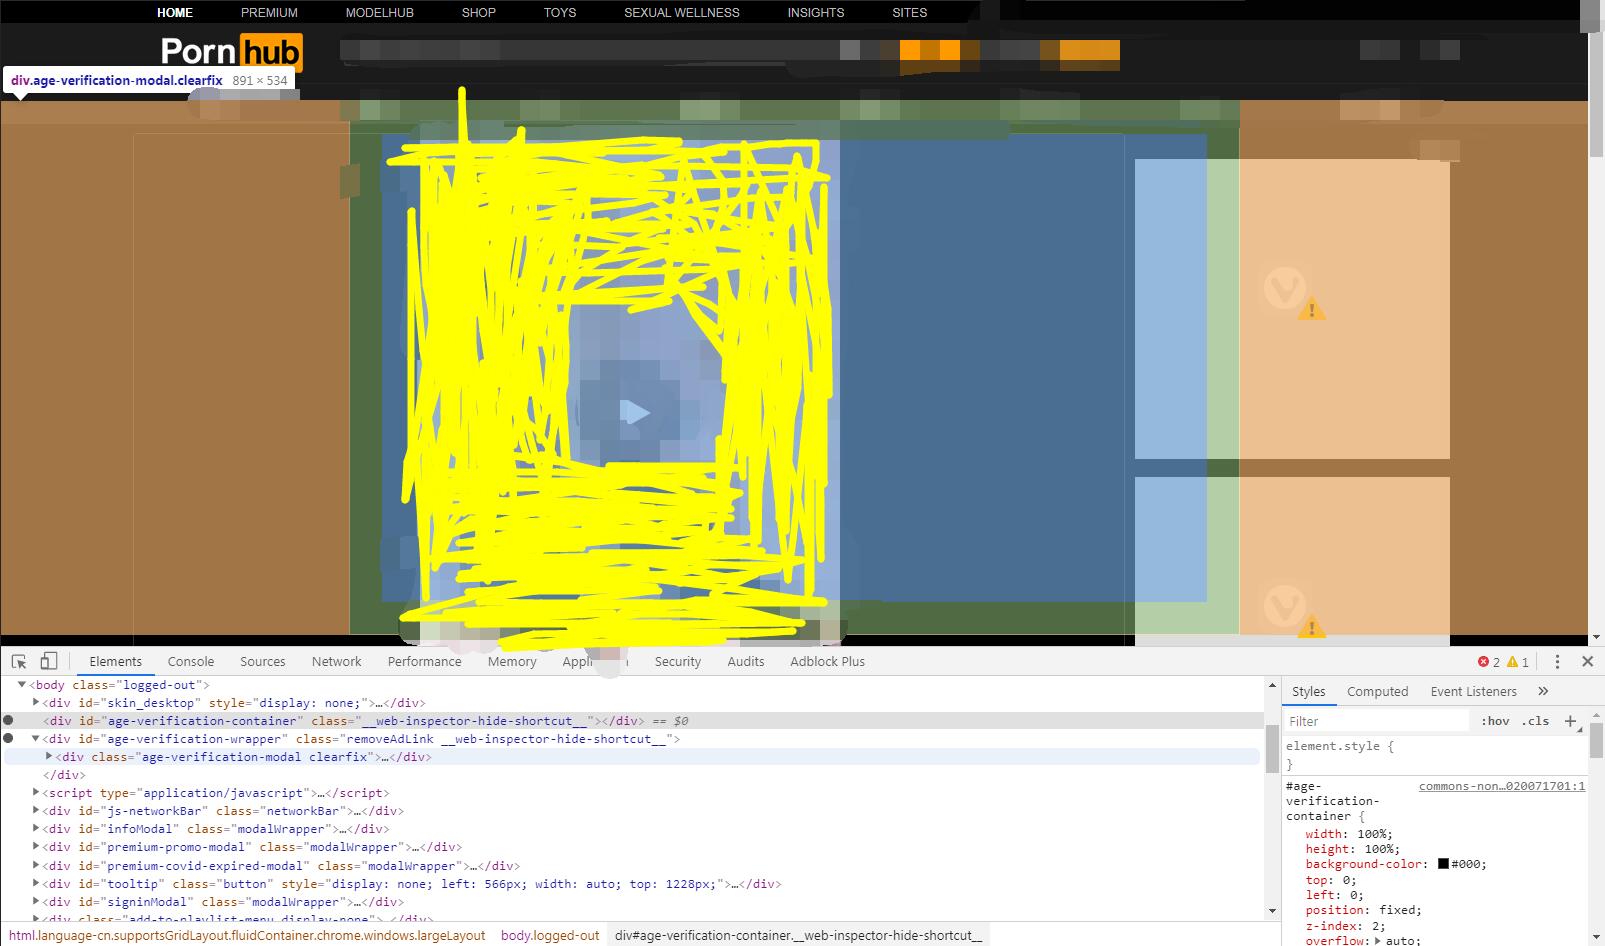 HOME PREMIUM MODELHUB SHOP TOYS SEXUAL WELLNESS INSIGHTS SITES
Pornhub
div.age-verification-modal.clearfix 891 × 534
Elements Console Sources Network Performance Memory Security Audits Adblock Plus 2 1
<body class="logged-out">
<div id="skin_desktop" style="display: none;">…</div>
<div id="age-verification-container" class="__web-inspector-hide-shortcut__"></div> == $0
<div id="age-verification-wrapper" class="removeAdLink __web-inspector-hide-shortcut__">
<div class="age-verification-modal clearfix">…</div>
</div>
<script type="application/javascript">…</script>
<div id="js-networkBar" class="networkBar">…</div>
<div id="infoModal" class="modalWrapper">…</div>
<div id="premium-promo-modal" class="modalWrapper">…</div>
<div id="premium-covid-expired-modal" class="modalWrapper">…</div>
<div id="tooltip" class="button" style="display: none; left: 566px; width: auto; top: 1228px;">…</div>
<div id="signinModal" class="modalWrapper">…</div>
<div class="add-to-playlist-menu display-none">…</div>
html.language-cn.supportsGridLayout.fluidContainer.chrome.windows.largeLayout body.logged-out div#age-verification-container.__web-inspector-hide-shortcut__
Styles Computed Event Listeners »
Filter :hov .cls +
element.style {
}
#age-verification-container { commons-non…020071701:1
width: 100%;
height: 100%;
background-color: #000;
top: 0;
left: 0;
position: fixed;
z-index: 2;
overflow: auto;